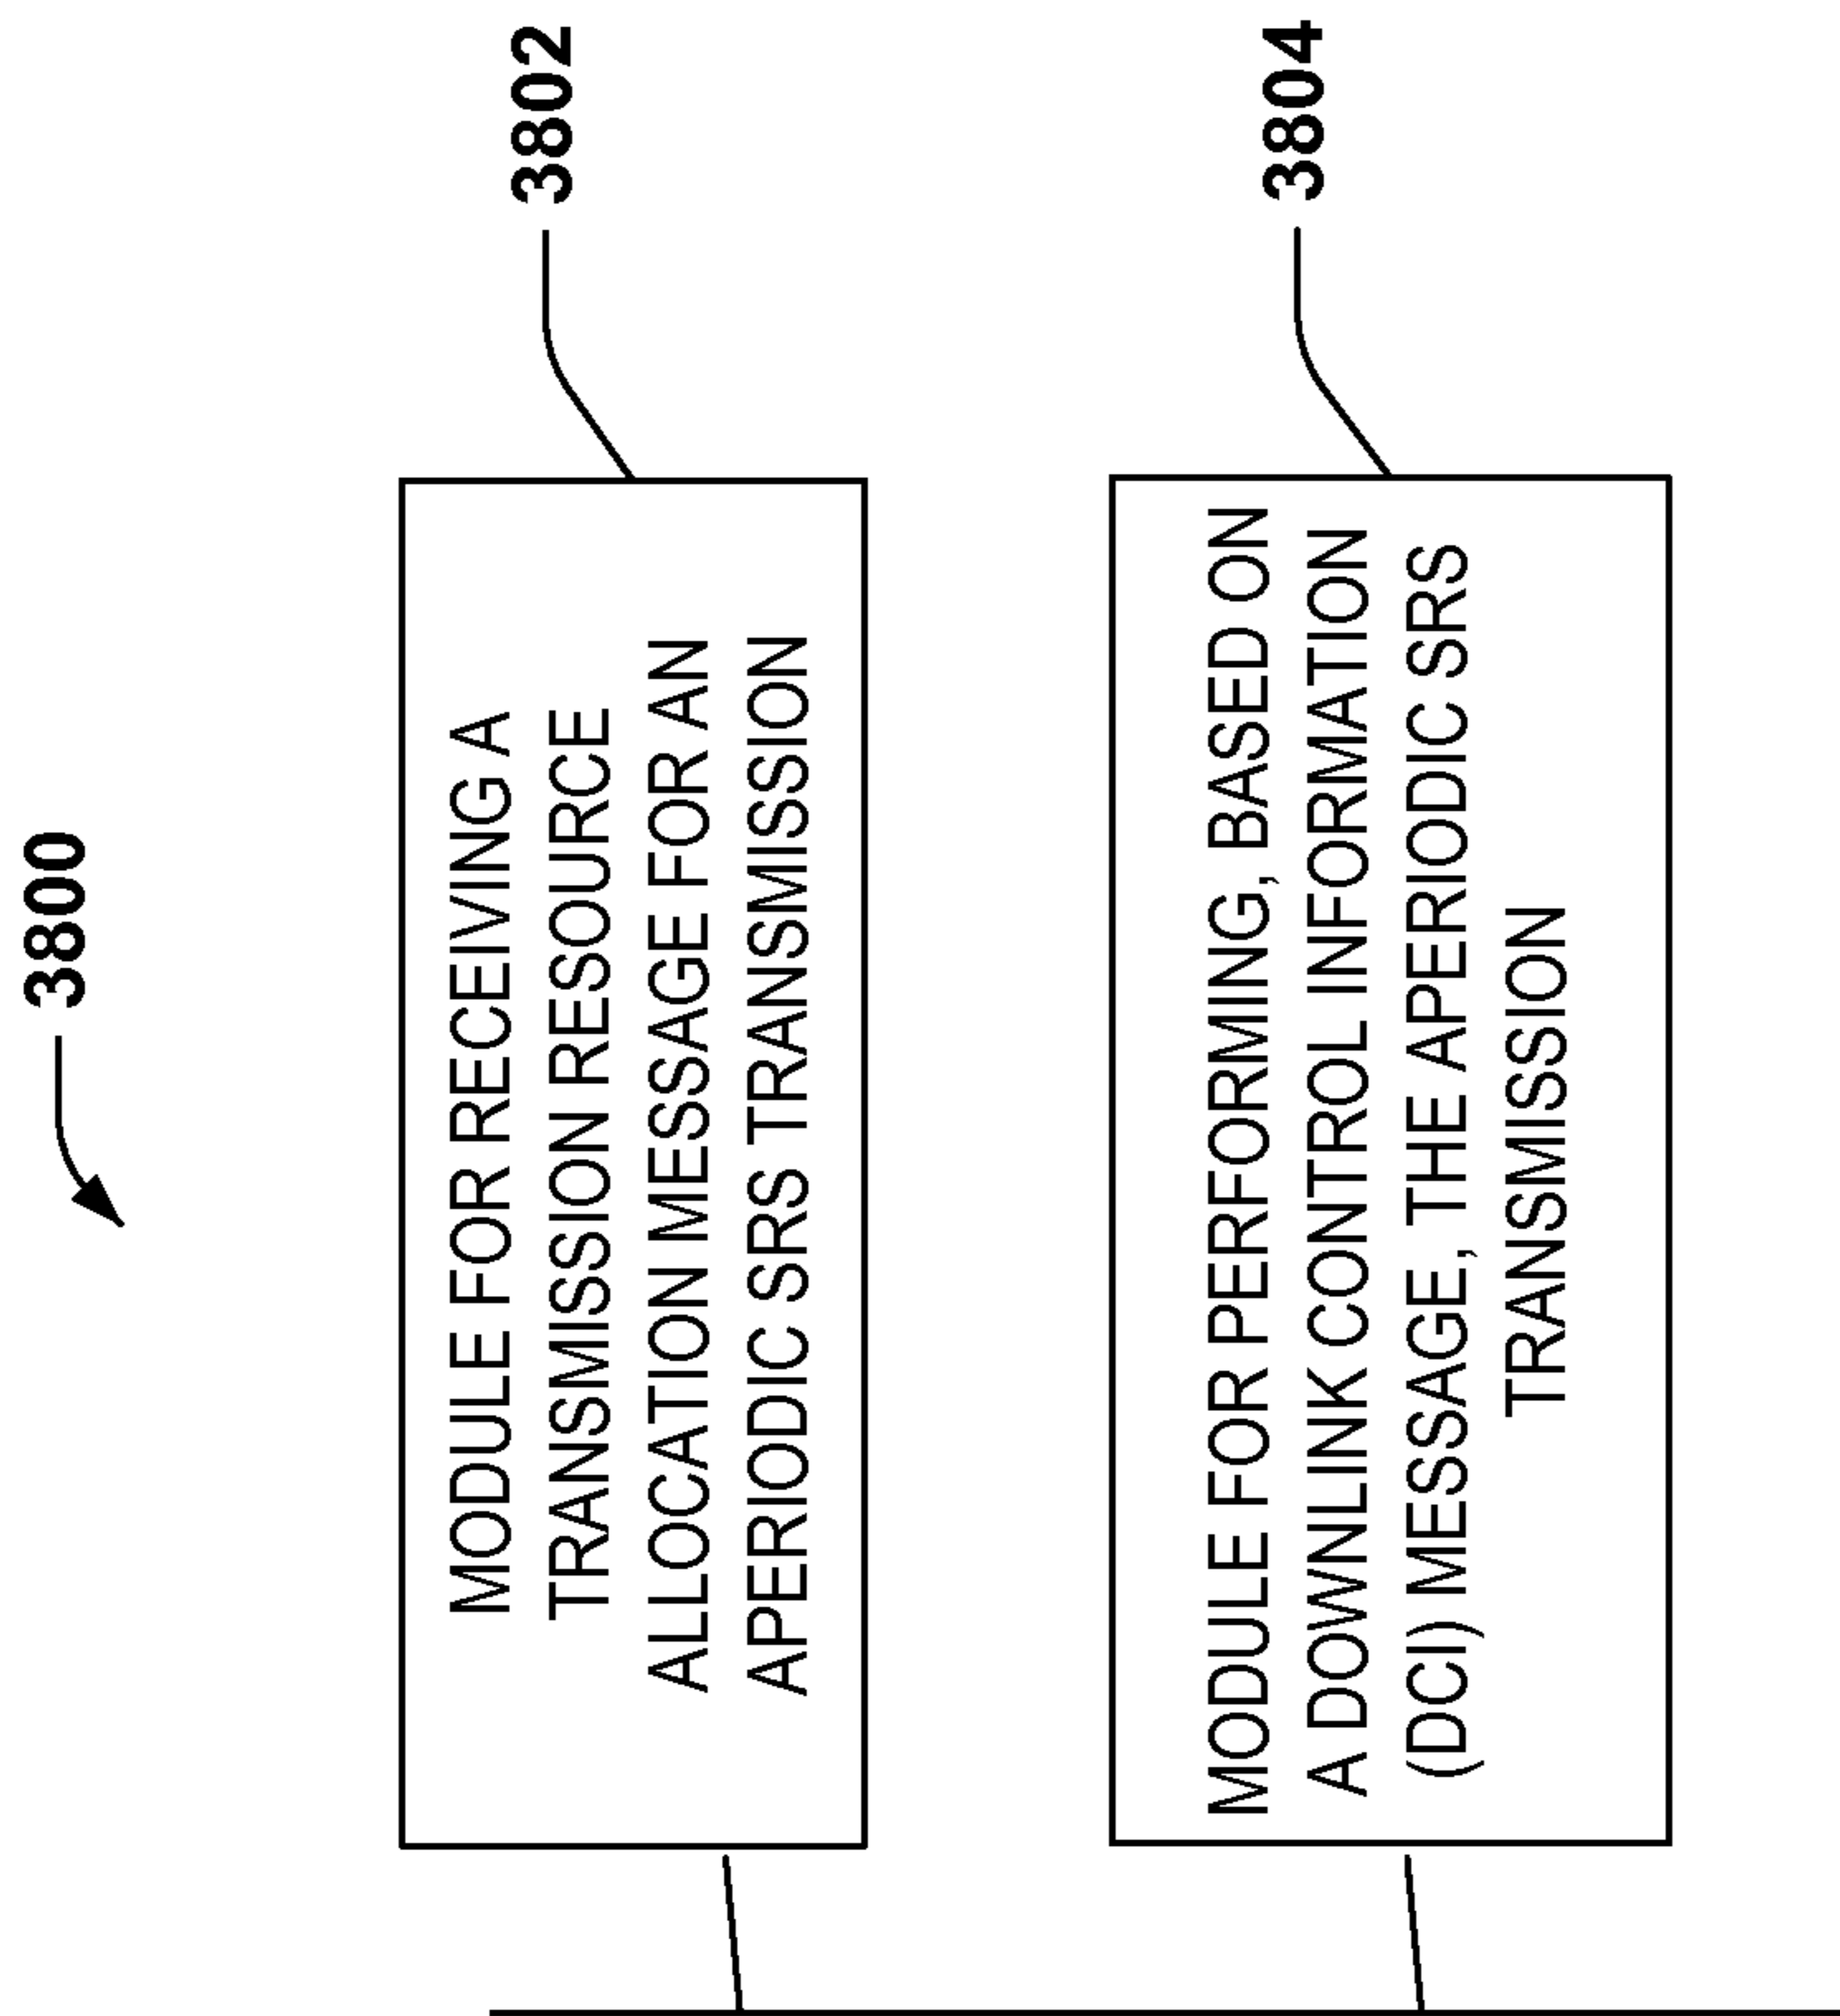 3800
3802
MODULE FOR RECEIVING A
TRANSMISSION RESOURCE
ALLOCATION MESSAGE FOR AN
APERIODIC SRS TRANSMISSION
3804
MODULE FOR PERFORMING, BASED ON
A DOWNLINK CONTROL INFORMATION
(DCI) MESSAGE, THE APERIODIC SRS
TRANSMISSION